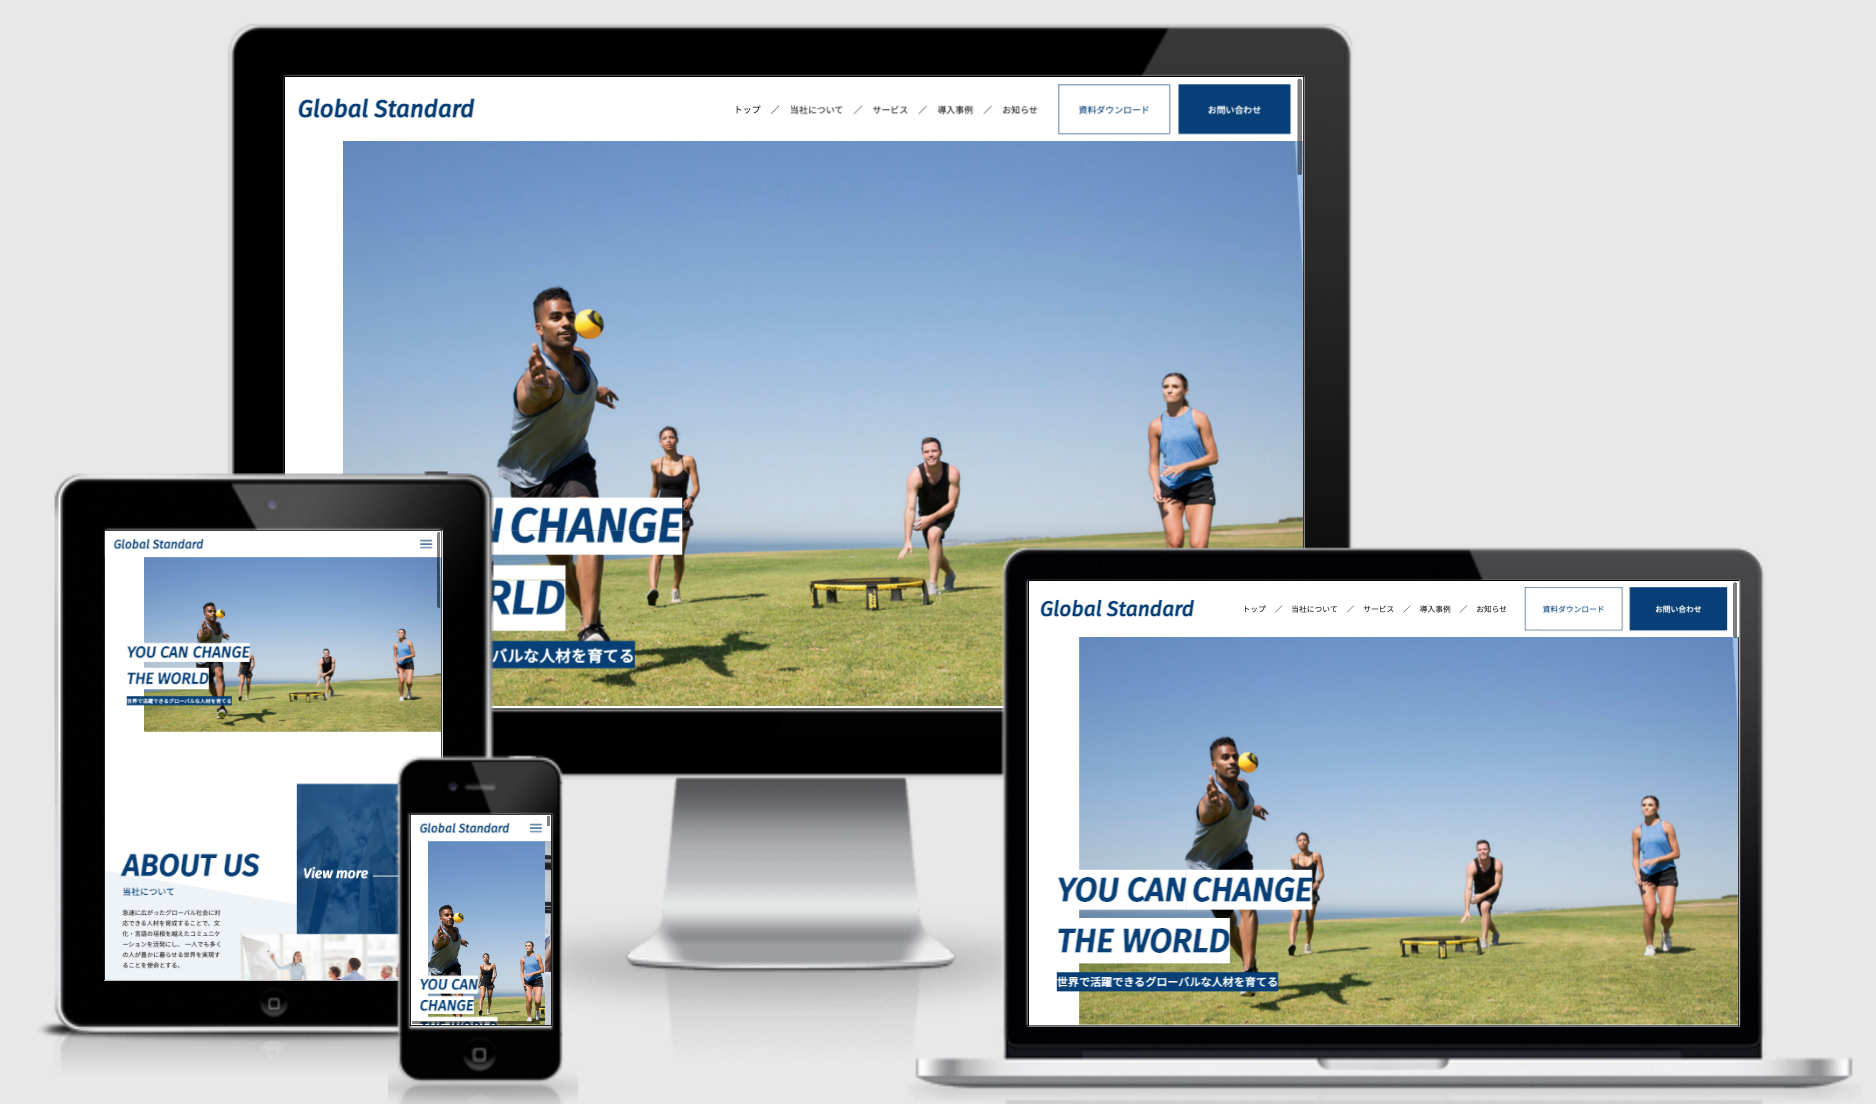 Global Standard
トップ ／ 当社について ／ サービス ／ 導入事例 ／ お知らせ 資料ダウンロード お問い合わせ
CHANGE
RLD
バルな人材を育てる
Global Standard
YOU CAN CHANGE
THE WORLD
世界で活躍できるグローバルな人材を育てる
ABOUT US
当社について
急速に広がったグローバル社会に対
応できる人材を育成することで、文
化・言語の垣根を越えたコミュニケ
ーションを活発にし、一人でも多く
の人が豊かに暮らせる世界を実現す
ることを使命とする。
View more
Global Standard
YOU CAN
CHANGE
THE WORLD
Global Standard
トップ ／ 当社について ／ サービス ／ 導入事例 ／ お知らせ 資料ダウンロード お問い合わせ
YOU CAN CHANGE
THE WORLD
世界で活躍できるグローバルな人材を育てる